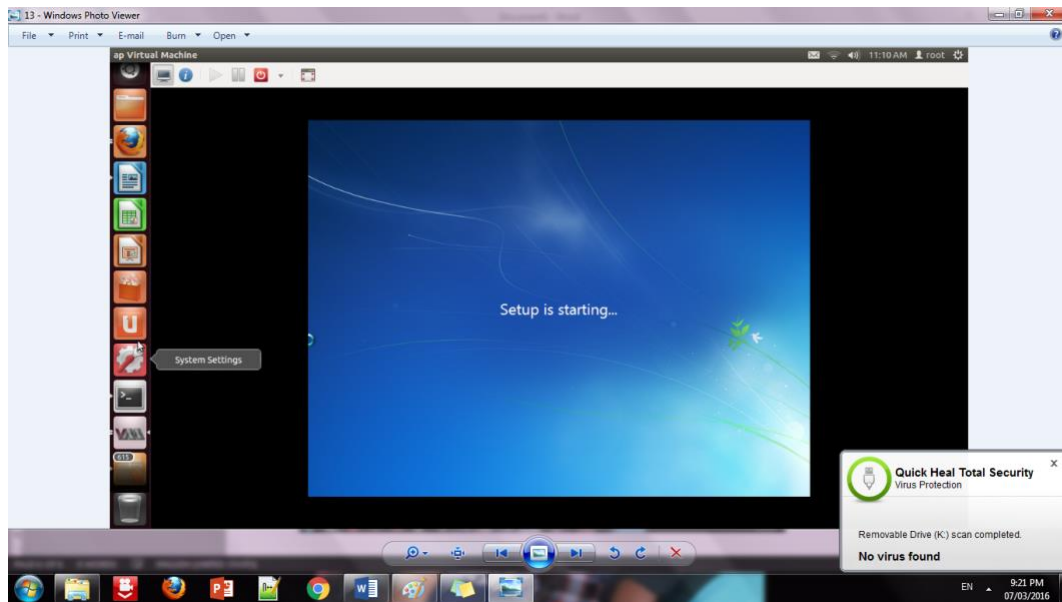 13 - Windows Photo Viewer
File Print E-mail Burn Open
ap Virtual Machine
11:10 AM root
Setup is starting...
System Settings
615
Quick Heal Total Security
Virus Protection
Removable Drive (K:) scan completed.
No virus found
EN
9:21 PM
07/03/2016